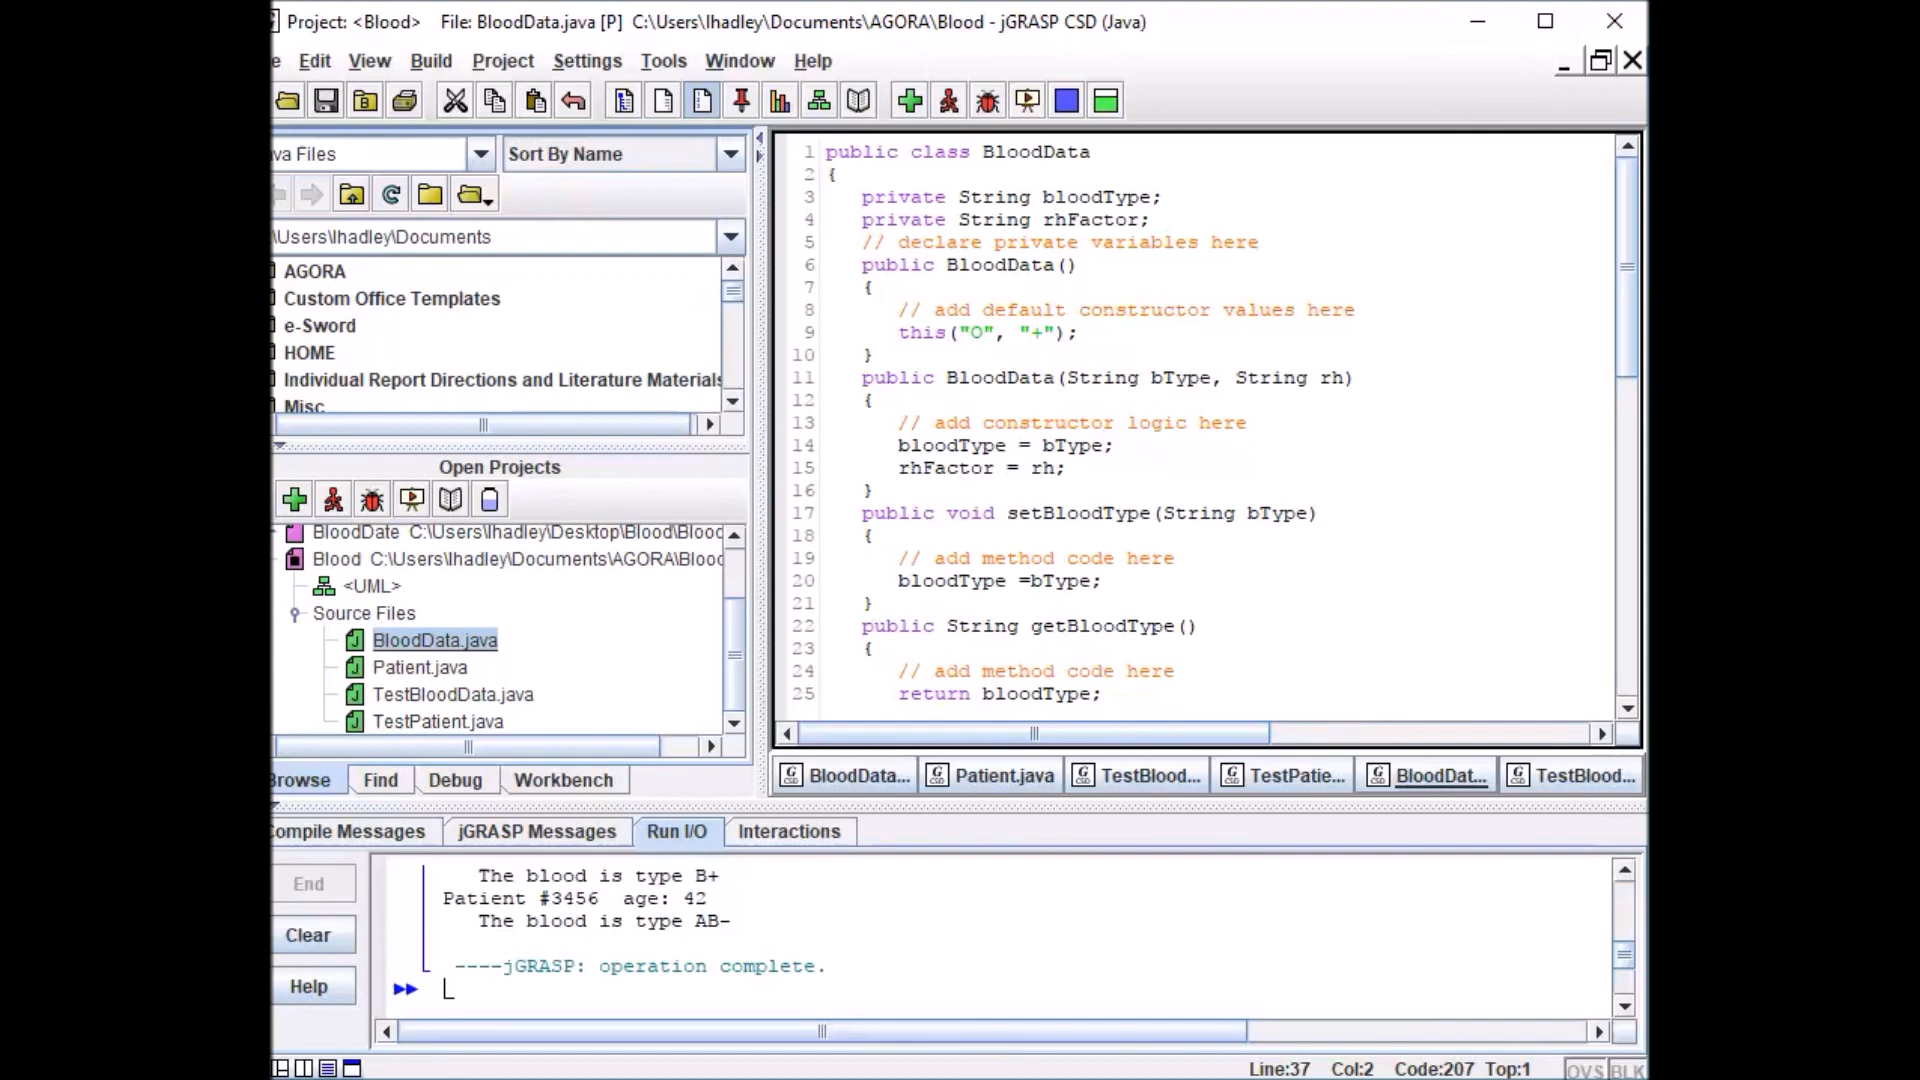 Project: <Blood> File: BloodData.java [P] C:\Users\lhadley\Documents\AGORA\Blood - jGRASP CSD (Java)
e Edit View Build Project Settings Tools Window Help
va Files Sort By Name
\Users\lhadley\Documents
AGORA
Custom Office Templates
e-Sword
HOME
Individual Report Directions and Literature Materials
Misc
Open Projects
BloodDate C:\Users\lhadley\Desktop\Blood\Blood
Blood C:\Users\lhadley\Documents\AGORA\Blood
<UML>
Source Files
BloodData.java
Patient.java
TestBloodData.java
TestPatient.java
Browse Find Debug Workbench
1 public class BloodData
2 {
3 private String bloodType;
4 private String rhFactor;
5 // declare private variables here
6 public BloodData()
7 {
8 // add default constructor values here
9 this("O", "+");
10 }
11 public BloodData(String bType, String rh)
12 {
13 // add constructor logic here
14 bloodType = bType;
15 rhFactor = rh;
16 }
17 public void setBloodType(String bType)
18 {
19 // add method code here
20 bloodType =bType;
21 }
22 public String getBloodType()
23 {
24 // add method code here
25 return bloodType;
BloodData... Patient.java TestBlood... TestPatie... BloodDat... TestBlood...
Compile Messages jGRASP Messages Run I/O Interactions
End
Clear
Help
The blood is type B+
Patient #3456 age: 42
The blood is type AB-
----jGRASP: operation complete.
Line:37 Col:2 Code:207 Top:1 OVS BLK